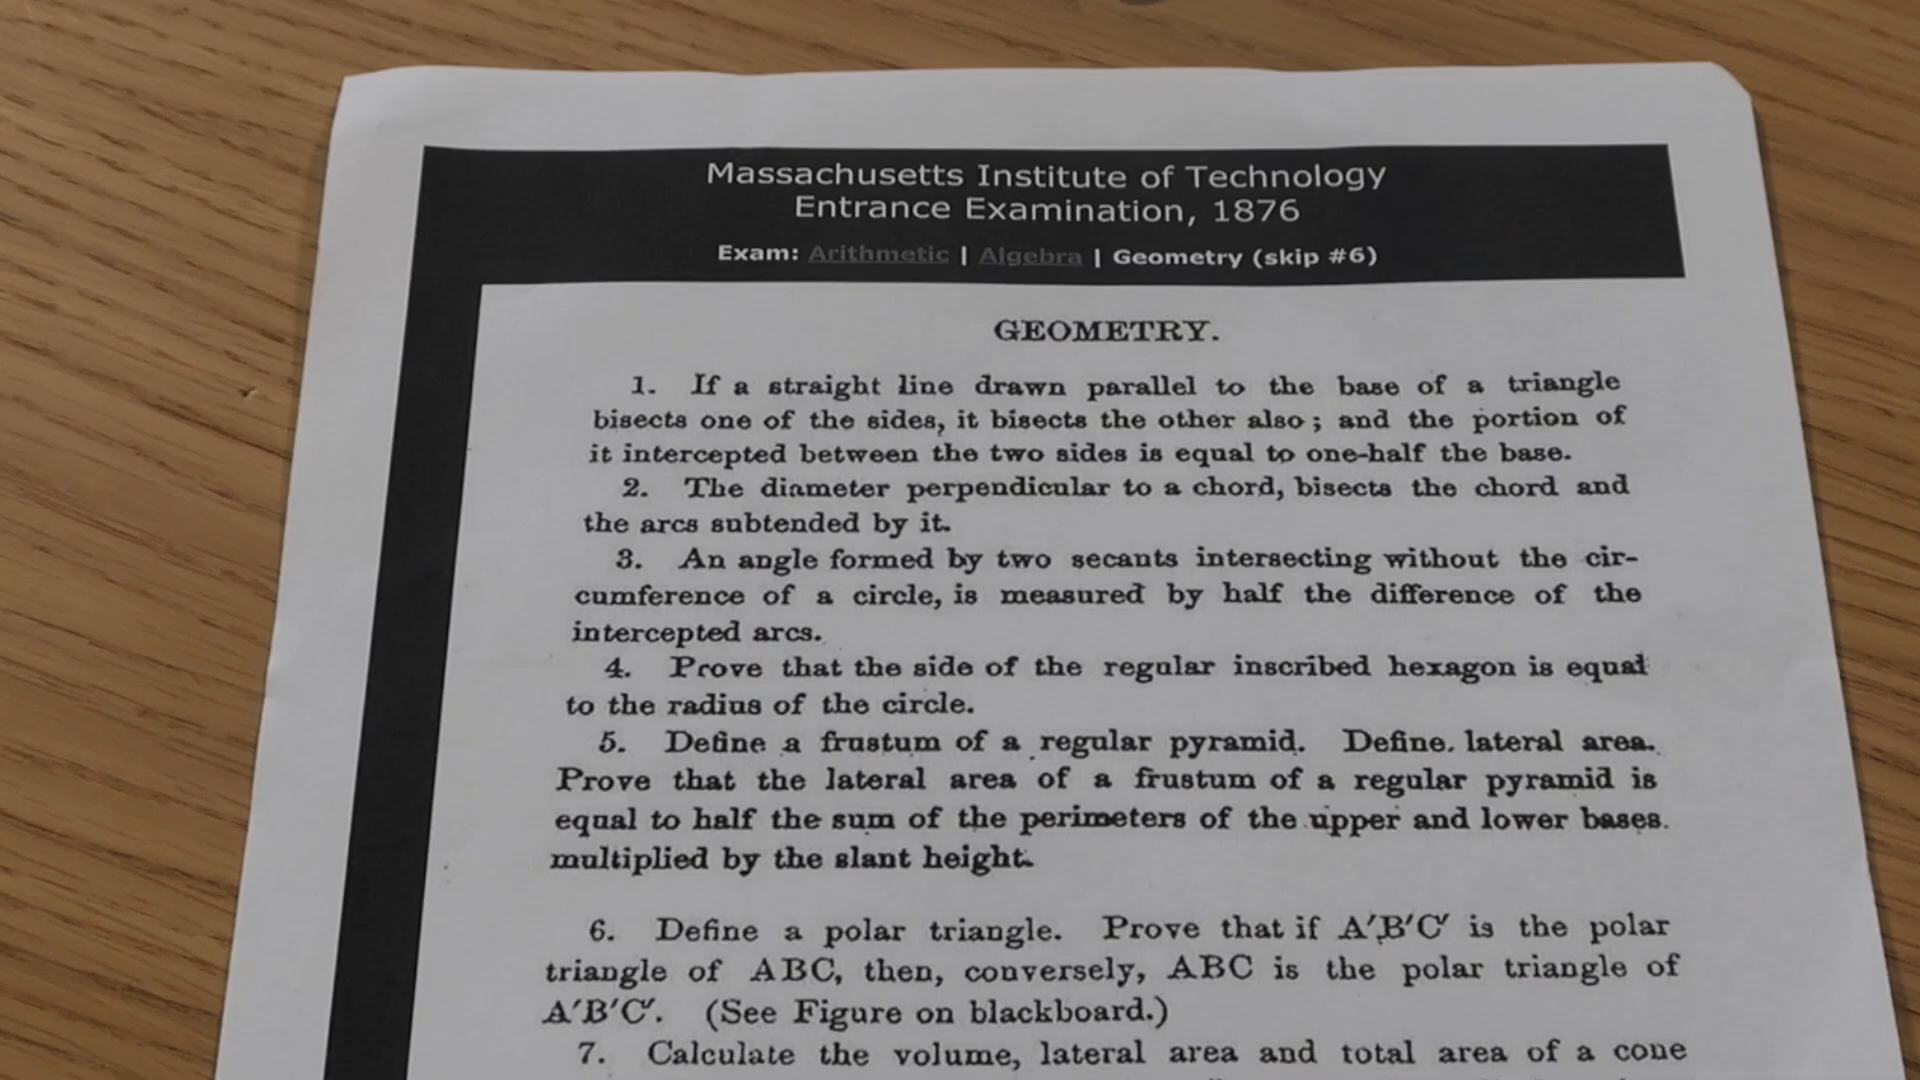 Massachusetts Institute of Technology
Entrance Examination, 1876
Exam: Arithmetic | Algebra | Geometry (skip #6)
GEOMETRY.
1. If a straight line drawn parallel to the base of a triangle
bisects one of the sides, it bisects the other also; and the portion of
it intercepted between the two sides is equal to one-half the base.
2. The diameter perpendicular to a chord, bisects the chord and
the arcs subtended by it.
3. An angle formed by two secants intersecting without the cir-
cumference of a circle, is measured by half the difference of the
intercepted arcs.
4. Prove that the side of the regular inscribed hexagon is equal
to the radius of the circle.
5. Define a frustum of a regular pyramid. Define. lateral area.
Prove that the lateral area of a frustum of a regular pyramid is
equal to half the sum of the perimeters of the upper and lower bases.
multiplied by the slant height.
6. Define a polar triangle. Prove that if A′B′C′ is the polar
triangle of ABC, then, conversely, ABC is the polar triangle of
A′B′C′. (See Figure on blackboard.)
7. Calculate the volume, lateral area and total area of a cone